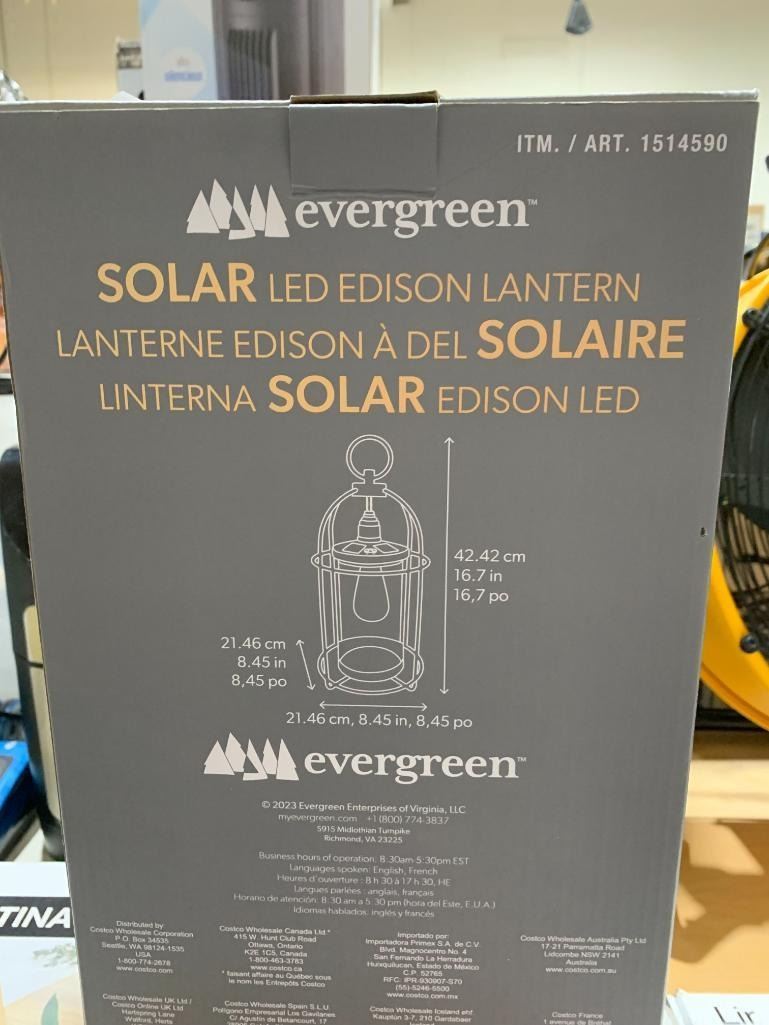 ITM. / ART. 1514590
evergreen™
SOLAR LED EDISON LANTERN
LANTERNE EDISON À DEL SOLAIRE
LINTERNA SOLAR EDISON LED
42.42 cm
16.7 in
16,7 po
21.46 cm
8.45 in
8,45 po
21.46 cm, 8.45 in, 8,45 po
evergreen™
© 2023 Evergreen Enterprises of Virginia, LLC
myevergreen.com +1 (800) 774-3837
5915 Midlothian Turnpike
Richmond, VA 23225
Business hours of operation: 8:30am-5:30pm EST
Languages spoken: English, French
Heures d'ouverture : 8 h 30 à 17 h 30, HE
Langues parlées : anglais, français
Horario de atención: 8:30 am a 5:30 pm (hora del Este, E.U.A.)
Idiomas hablados: inglés y francés
TINA
Distributed by:
Costco Wholesale Corporation
P.O. Box 34535
Seattle, WA 98124-1535
USA
1-800-774-2678
www.costco.com
Costco Wholesale Canada Ltd.*
415 W. Hunt Club Road
Ottawa, Ontario
K2E 1C5, Canada
1-800-463-3783
www.costco.ca
* faisant affaire au Québec sous
le nom les Entrepôts Costco
Importado por:
Importadora Primex S.A. de C.V.
Blvd. Magnocentro No. 4
San Fernando La Herradura
Huixquilucan, Estado de México
C.P. 52765
RFC: IPR-930907-S70
(55)-5246-5500
www.costco.com.mx
Costco Wholesale Australia Pty Ltd
17-21 Parramatta Road
Lidcombe NSW 2141
Australia
www.costco.com.au
Costco Wholesale UK Ltd /
Costco Online UK Ltd
Hartspring Lane
Watford, Herts
Costco Wholesale Spain S.L.U.
Polígono Empresarial Los Gavilanes
C/ Agustín de Betancourt, 17
Costco Wholesale Iceland ehf.
Kauptún 3-7, 210 Gardabaer
Costco France
1 avenue de Bréhat
Lir